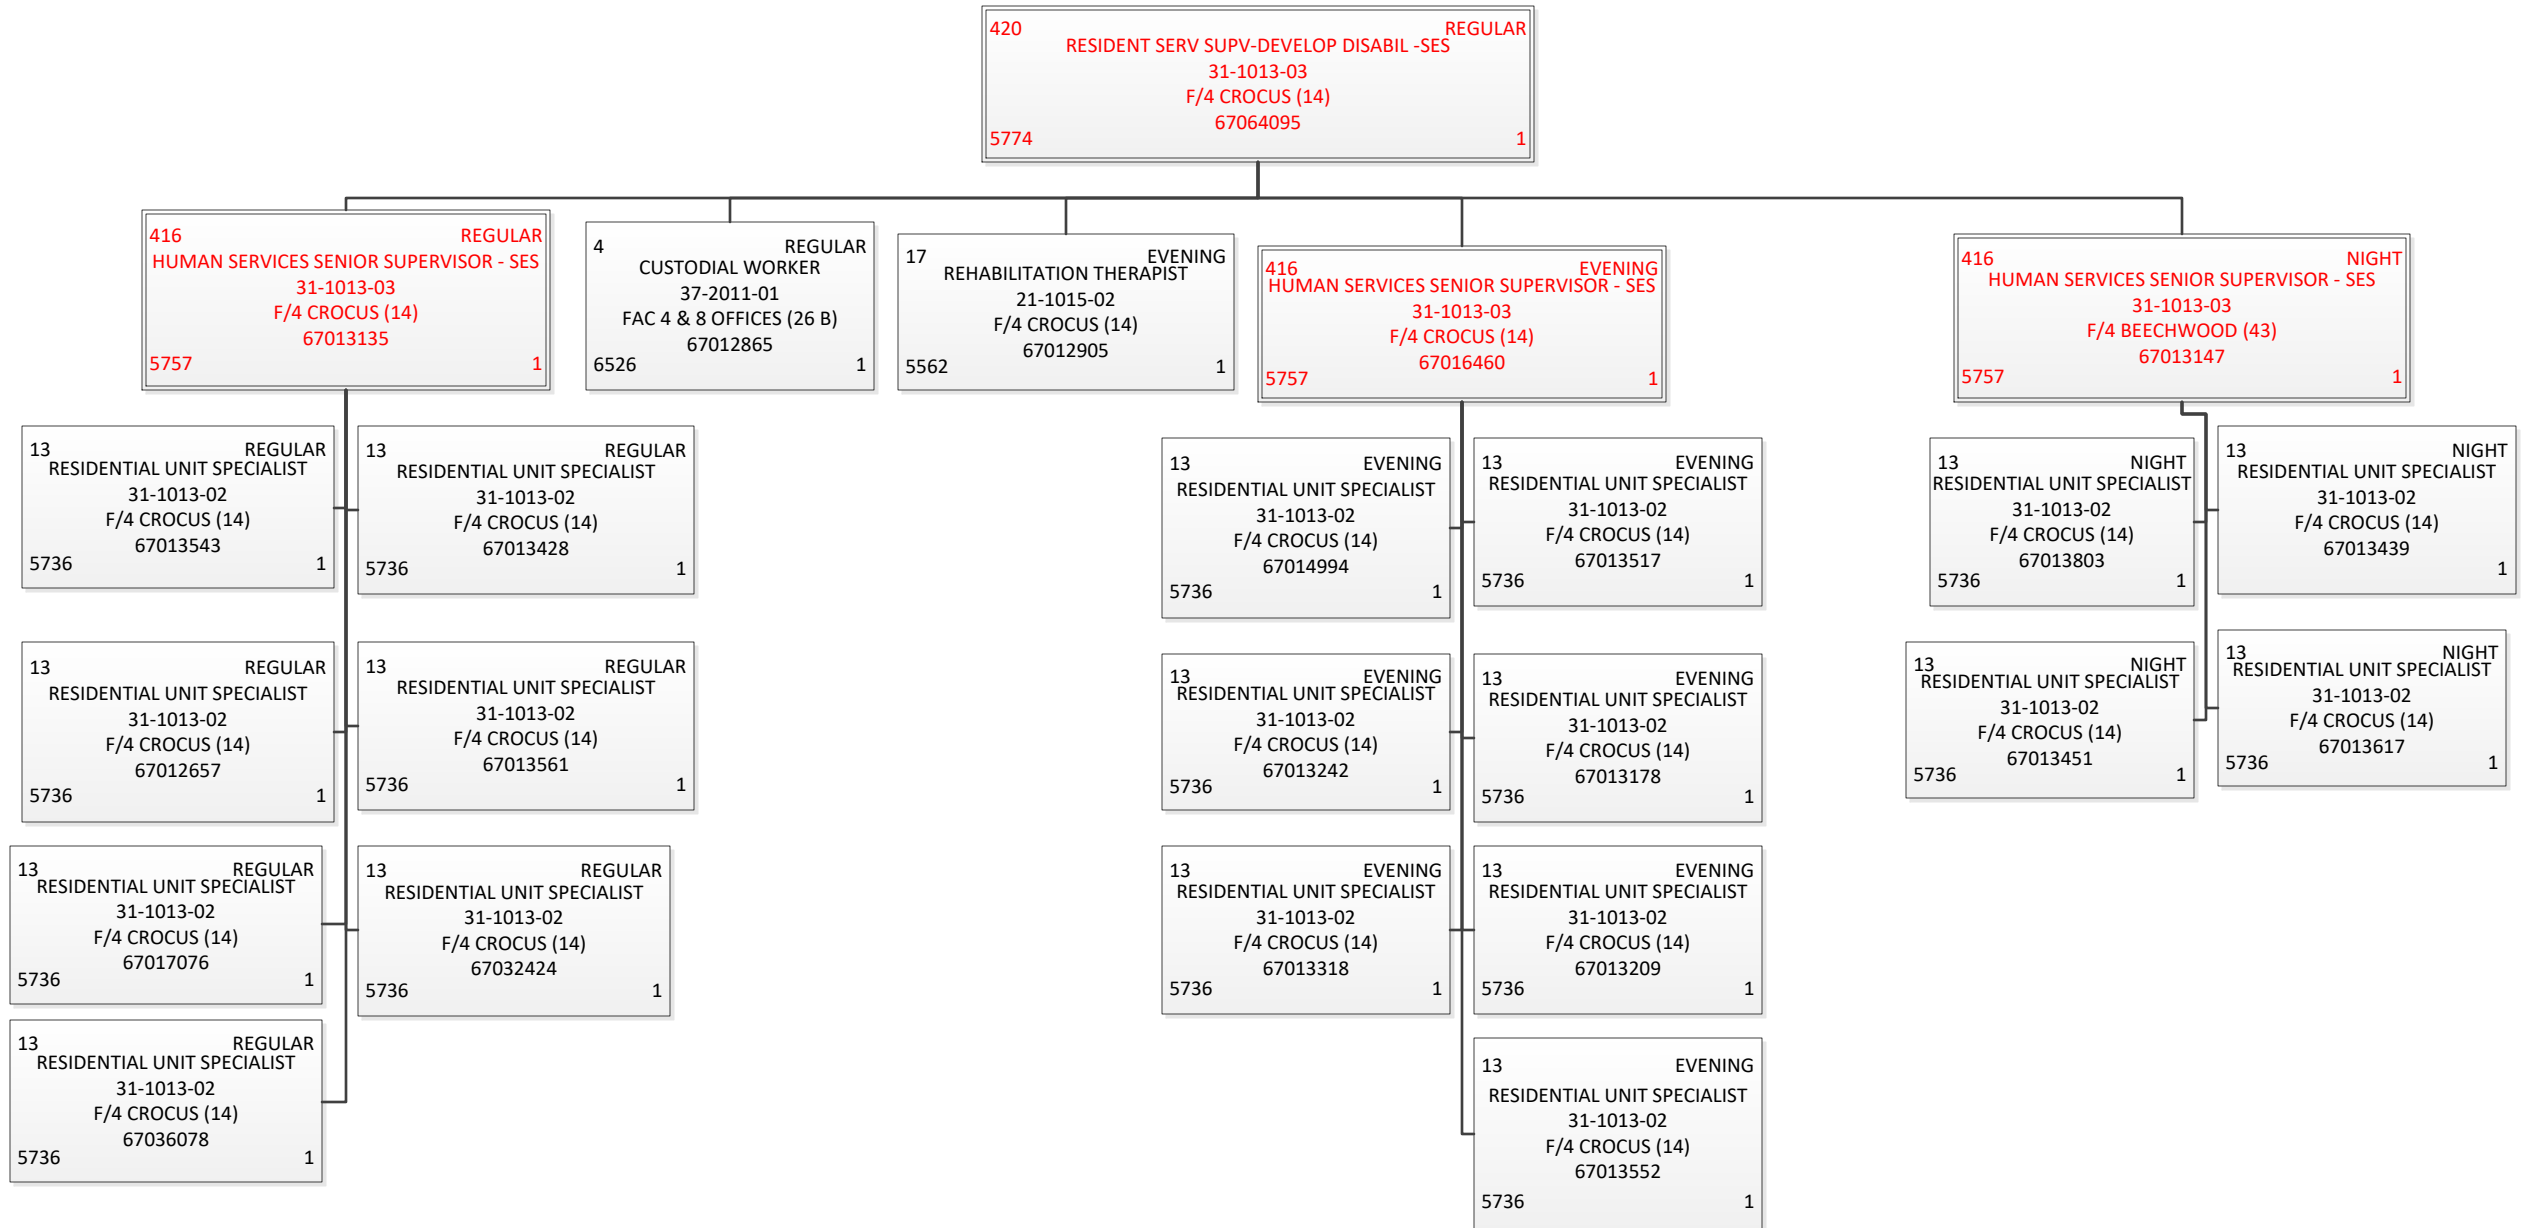 420 REGULAR
RESIDENT SERV SUPV-DEVELOP DISABIL -SES
31-1013-03
F/4 CROCUS (14)
67064095
5774 1
416 REGULAR
HUMAN SERVICES SENIOR SUPERVISOR - SES
31-1013-03
F/4 CROCUS (14)
67013135
5757 1
4 REGULAR
CUSTODIAL WORKER
37-2011-01
FAC 4 & 8 OFFICES (26 B)
67012865
6526 1
17 EVENING
REHABILITATION THERAPIST
21-1015-02
F/4 CROCUS (14)
67012905
5562 1
416 EVENING
HUMAN SERVICES SENIOR SUPERVISOR - SES
31-1013-03
F/4 CROCUS (14)
67016460
5757 1
416 NIGHT
HUMAN SERVICES SENIOR SUPERVISOR - SES
31-1013-03
F/4 BEECHWOOD (43)
67013147
5757 1
13 REGULAR
RESIDENTIAL UNIT SPECIALIST
31-1013-02
F/4 CROCUS (14)
67013543
5736 1
13 REGULAR
RESIDENTIAL UNIT SPECIALIST
31-1013-02
F/4 CROCUS (14)
67013428
5736 1
13 REGULAR
RESIDENTIAL UNIT SPECIALIST
31-1013-02
F/4 CROCUS (14)
67012657
5736 1
13 REGULAR
RESIDENTIAL UNIT SPECIALIST
31-1013-02
F/4 CROCUS (14)
67013561
5736 1
13 REGULAR
RESIDENTIAL UNIT SPECIALIST
31-1013-02
F/4 CROCUS (14)
67017076
5736 1
13 REGULAR
RESIDENTIAL UNIT SPECIALIST
31-1013-02
F/4 CROCUS (14)
67032424
5736 1
13 REGULAR
RESIDENTIAL UNIT SPECIALIST
31-1013-02
F/4 CROCUS (14)
67036078
5736 1
13 EVENING
RESIDENTIAL UNIT SPECIALIST
31-1013-02
F/4 CROCUS (14)
67014994
5736 1
13 EVENING
RESIDENTIAL UNIT SPECIALIST
31-1013-02
F/4 CROCUS (14)
67013517
5736 1
13 EVENING
RESIDENTIAL UNIT SPECIALIST
31-1013-02
F/4 CROCUS (14)
67013242
5736 1
13 EVENING
RESIDENTIAL UNIT SPECIALIST
31-1013-02
F/4 CROCUS (14)
67013178
5736 1
13 EVENING
RESIDENTIAL UNIT SPECIALIST
31-1013-02
F/4 CROCUS (14)
67013318
5736 1
13 EVENING
RESIDENTIAL UNIT SPECIALIST
31-1013-02
F/4 CROCUS (14)
67013209
5736 1
13 EVENING
RESIDENTIAL UNIT SPECIALIST
31-1013-02
F/4 CROCUS (14)
67013552
5736 1
13 NIGHT
RESIDENTIAL UNIT SPECIALIST
31-1013-02
F/4 CROCUS (14)
67013803
5736 1
13 NIGHT
RESIDENTIAL UNIT SPECIALIST
31-1013-02
F/4 CROCUS (14)
67013439
5736 1
13 NIGHT
RESIDENTIAL UNIT SPECIALIST
31-1013-02
F/4 CROCUS (14)
67013451
5736 1
13 NIGHT
RESIDENTIAL UNIT SPECIALIST
31-1013-02
F/4 CROCUS (14)
67013617
5736 1